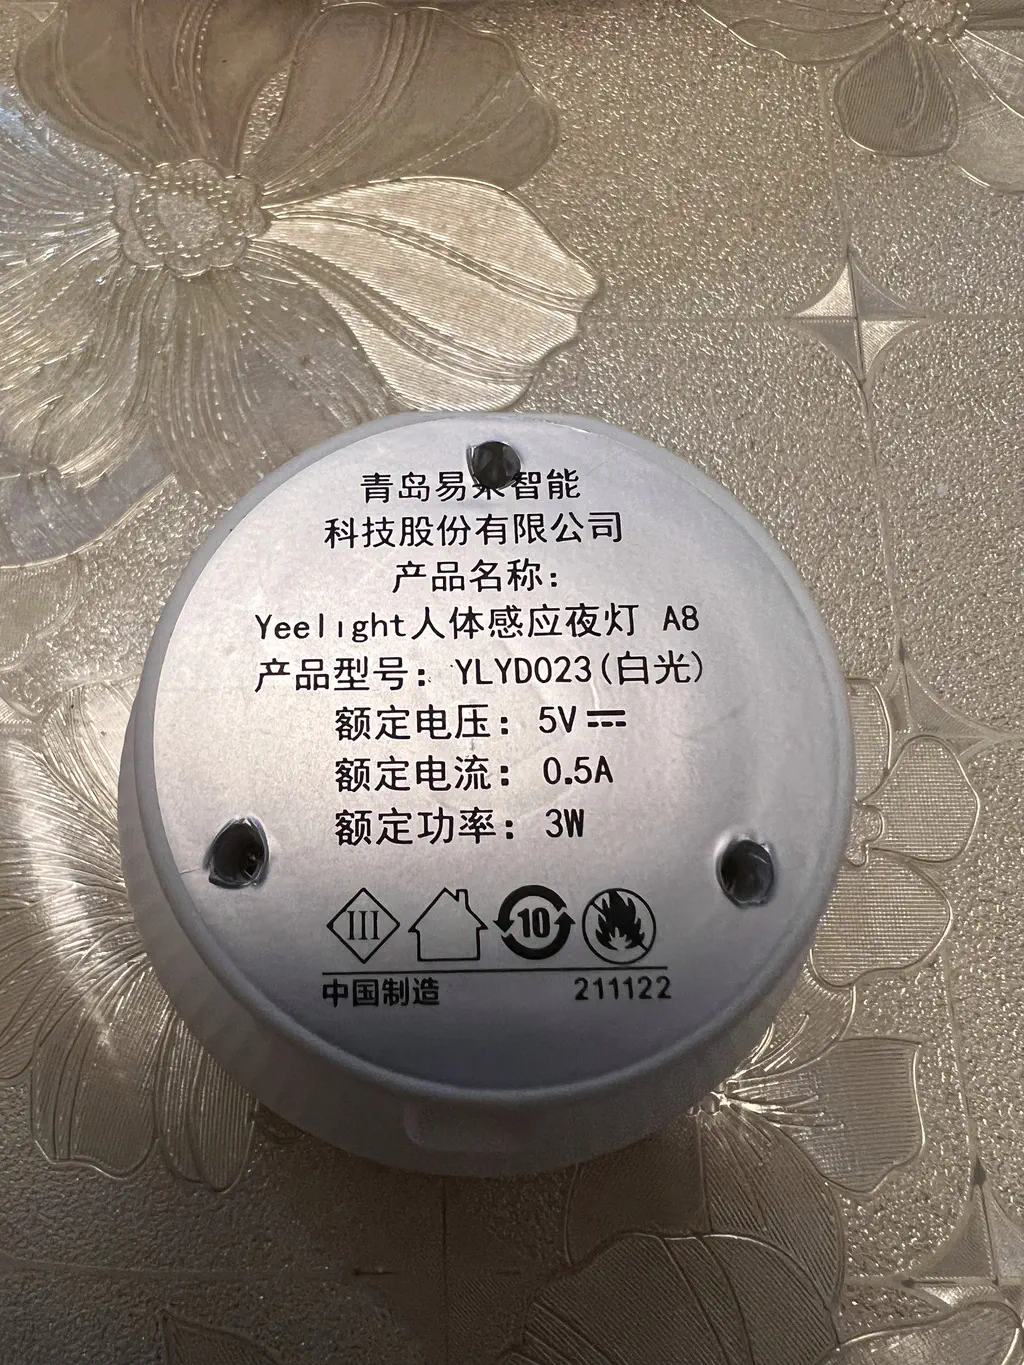 青岛易来智能
科技股份有限公司
产品名称：
Yeelight人体感应夜灯 A8
产品型号：YLYD023(白光)
额定电压：5V⎓
额定电流：0.5A
额定功率：3W
III 10
中国制造 211122